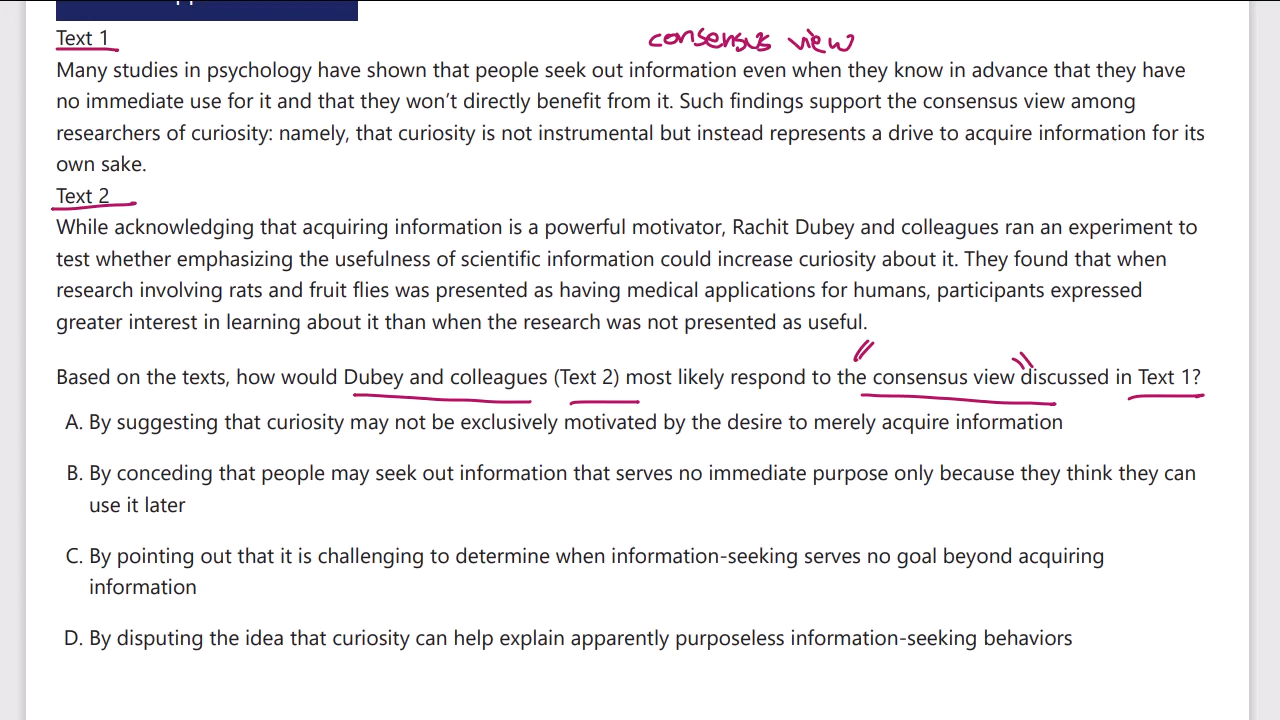 Text 1
consensus view
Many studies in psychology have shown that people seek out information even when they know in advance that they have
no immediate use for it and that they won’t directly benefit from it. Such findings support the consensus view among
researchers of curiosity: namely, that curiosity is not instrumental but instead represents a drive to acquire information for its
own sake.
Text 2
While acknowledging that acquiring information is a powerful motivator, Rachit Dubey and colleagues ran an experiment to
test whether emphasizing the usefulness of scientific information could increase curiosity about it. They found that when
research involving rats and fruit flies was presented as having medical applications for humans, participants expressed
greater interest in learning about it than when the research was not presented as useful.
Based on the texts, how would Dubey and colleagues (Text 2) most likely respond to the consensus view discussed in Text 1?
A. By suggesting that curiosity may not be exclusively motivated by the desire to merely acquire information
B. By conceding that people may seek out information that serves no immediate purpose only because they think they can
use it later
C. By pointing out that it is challenging to determine when information-seeking serves no goal beyond acquiring
information
D. By disputing the idea that curiosity can help explain apparently purposeless information-seeking behaviors